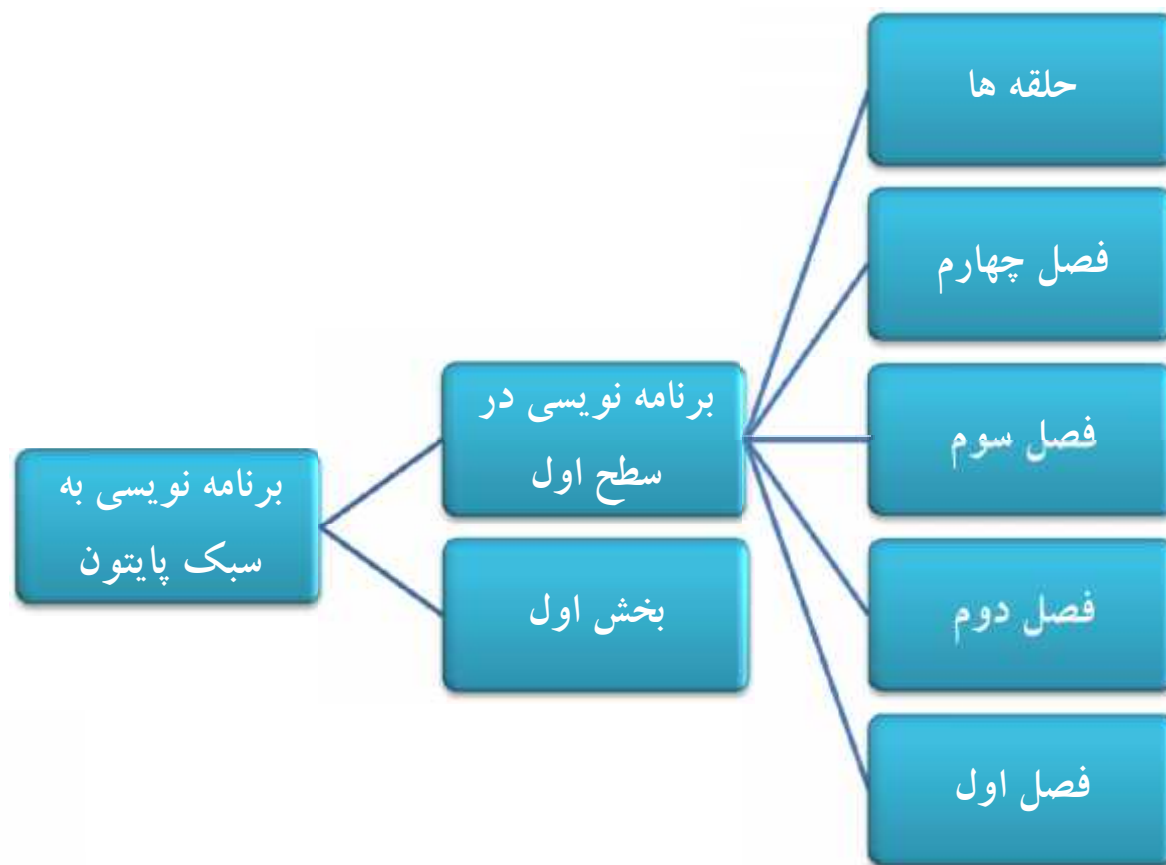 حلقه ها
فصل چهارم
برنامه نویسی در
سطح اول
فصل سوم
برنامه نویسی به
سبک پایتون
بخش اول
فصل دوم
فصل اول